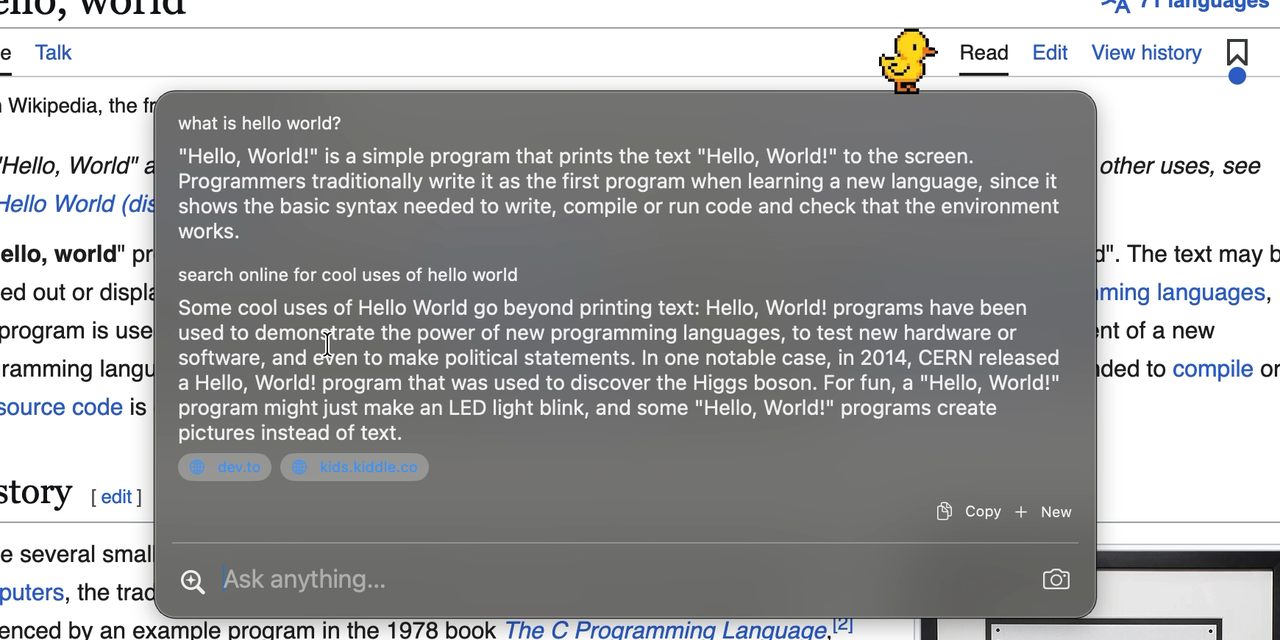 ello, world
71 languages
e Talk Read Edit View history
n Wikipedia, the fr
"Hello, World" a other uses, see
Hello World (dis
ello, world" pr d". The text may b
ed out or displa ming languages,
program is use ent of a new
ramming langu nded to compile or
source code is
story [ edit ]
e several small
puters, the trad
enced by an example program in the 1978 book The C Programming Language,[2]
what is hello world?
"Hello, World!" is a simple program that prints the text "Hello, World!" to the screen.
Programmers traditionally write it as the first program when learning a new language, since it
shows the basic syntax needed to write, compile or run code and check that the environment
works.
search online for cool uses of hello world
Some cool uses of Hello World go beyond printing text: Hello, World! programs have been
used to demonstrate the power of new programming languages, to test new hardware or
software, and even to make political statements. In one notable case, in 2014, CERN released
a Hello, World! program that was used to discover the Higgs boson. For fun, a "Hello, World!"
program might just make an LED light blink, and some "Hello, World!" programs create
pictures instead of text.
dev.to kids.kiddle.co
Copy + New
Ask anything...